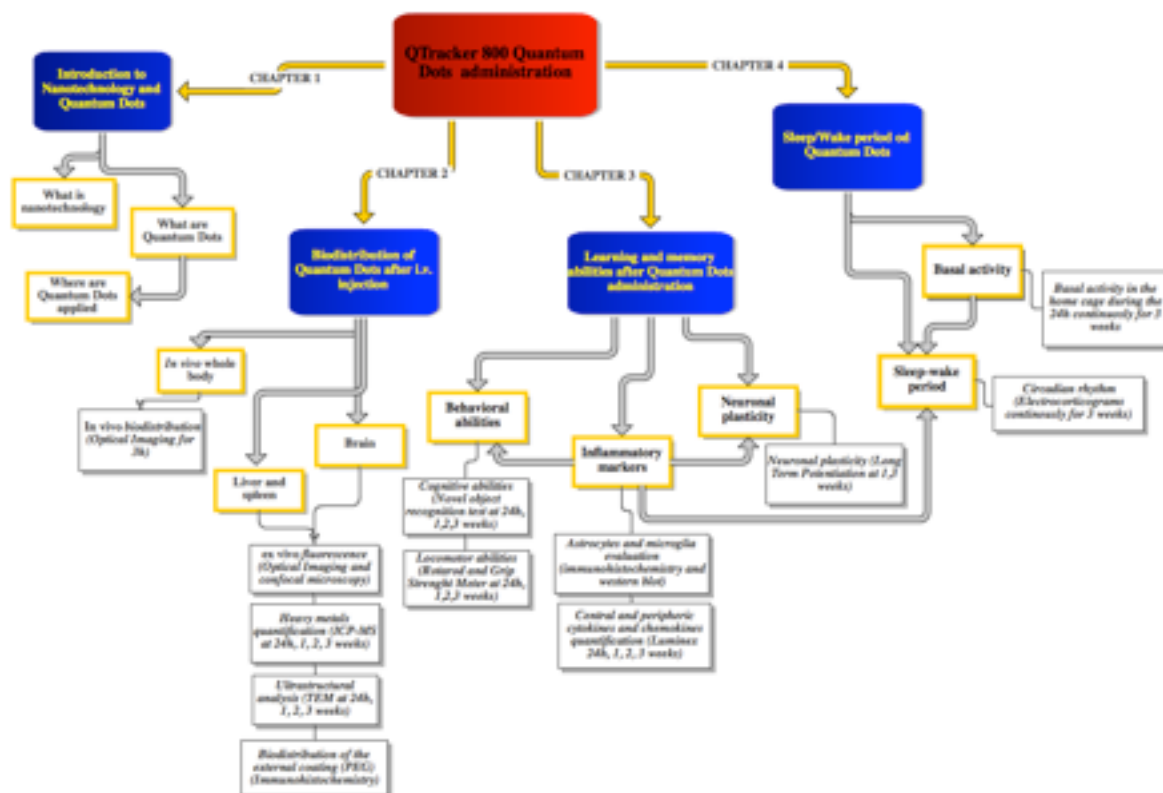 QTracker 800 Quantum
Dots administration
CHAPTER 1
CHAPTER 4
Introduction to
Nanotechnology and
Quantum Dots
Sleep/Wake period od
Quantum Dots
CHAPTER 2
CHAPTER 3
What is
nanotechnology
What are
Quantum Dots
Where are
Quantum Dots
applied
Biodistribution of
Quantum Dots after i.v.
injection
Learning and memory
abilities after Quantum Dots
administration
Basal activity
Basal activity in the
home cage during the
24h continuosly for 3
weeks
In vivo whole
body
In vivo biodistribution
(Optical Imaging for
3h)
Liver and
spleen
Brain
ex vivo fluorescence
(Optical Imaging and
confocal microscopy)
Heavy metals
quantification (ICP-MS
at 24h, 1, 2, 3 weeks)
Ultrastructural
analysis (TEM at 24h,
1, 2, 3 weeks)
Biodistribution of the
external coating (PEG)
(Immunohistochemistry)
Behavioral
abilities
Cognitive abilities
(Novel object
recognition test at 24h,
1,2,3 weeks)
Locomotor abilities
(Rotarod and Grip
Strenght Meter at 24h,
1,2,3 weeks)
Inflammatory
markers
Astrocytes and microglia
evaluation
(immunohistochemistry and
western blot)
Central and peripheric
cytokines and chemokines
quantification (Luminex
24h, 1, 2, 3 weeks)
Neuronal
plasticity
Neuronal plasticity (Long
Term Potentiation at 1,3
weeks)
Sleep-wake
period
Circadian rhythm
(Electrocorticograms
continuosly for 3 weeks)